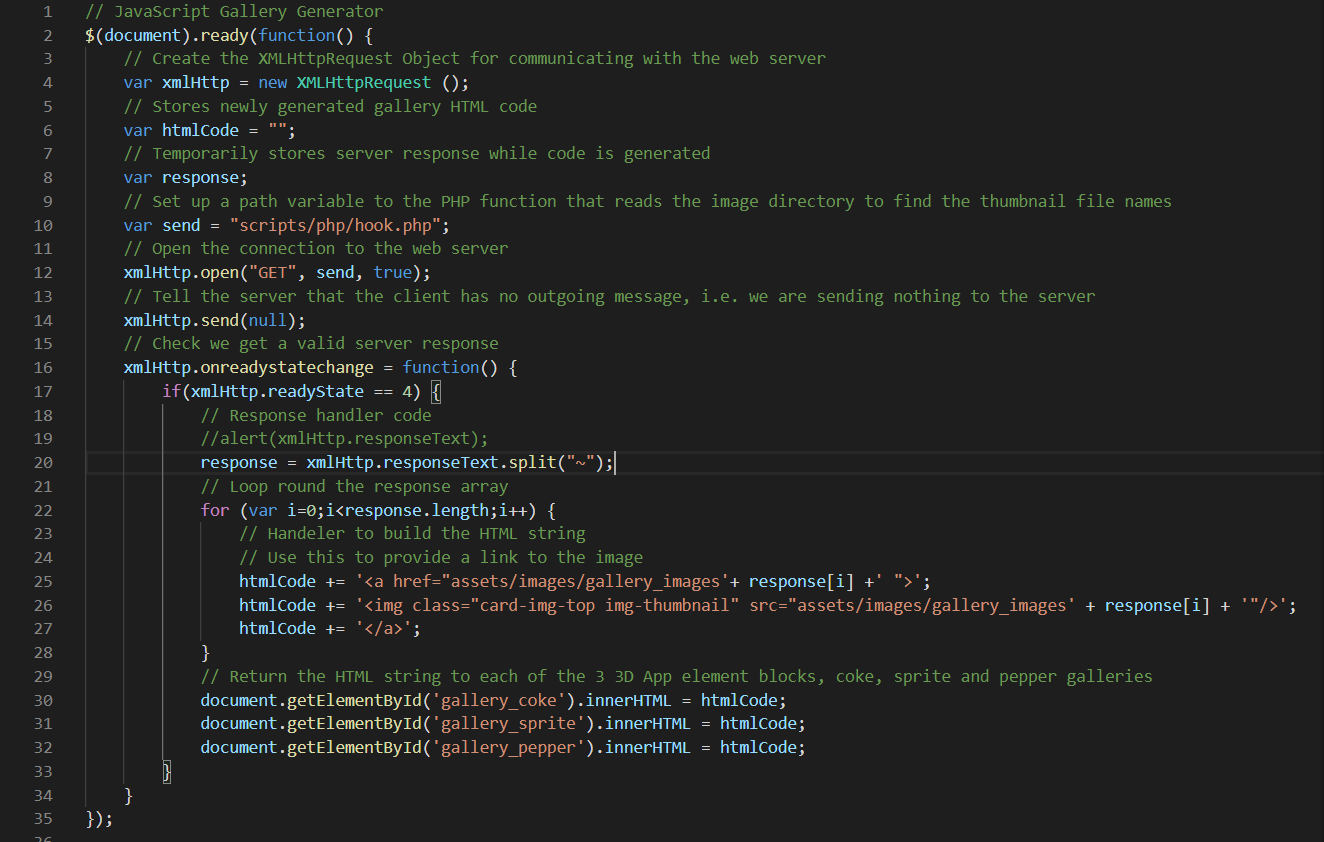 1 // JavaScript Gallery Generator
2 $(document).ready(function() {
3 // Create the XMLHttpRequest Object for communicating with the web server
4 var xmlHttp = new XMLHttpRequest ();
5 // Stores newly generated gallery HTML code
6 var htmlCode = "";
7 // Temporarily stores server response while code is generated
8 var response;
9 // Set up a path variable to the PHP function that reads the image directory to find the thumbnail file names
10 var send = "scripts/php/hook.php";
11 // Open the connection to the web server
12 xmlHttp.open("GET", send, true);
13 // Tell the server that the client has no outgoing message, i.e. we are sending nothing to the server
14 xmlHttp.send(null);
15 // Check we get a valid server response
16 xmlHttp.onreadystatechange = function() {
17 if(xmlHttp.readyState == 4) {
18 // Response handler code
19 //alert(xmlHttp.responseText);
20 response = xmlHttp.responseText.split("~");
21 // Loop round the response array
22 for (var i=0;i<response.length;i++) {
23 // Handeler to build the HTML string
24 // Use this to provide a link to the image
25 htmlCode += '<a href="assets/images/gallery_images'+ response[i] +' ">';
26 htmlCode += '<img class="card-img-top img-thumbnail" src="assets/images/gallery_images' + response[i] + '"/>';
27 htmlCode += '</a>';
28 }
29 // Return the HTML string to each of the 3 3D App element blocks, coke, sprite and pepper galleries
30 document.getElementById('gallery_coke').innerHTML = htmlCode;
31 document.getElementById('gallery_sprite').innerHTML = htmlCode;
32 document.getElementById('gallery_pepper').innerHTML = htmlCode;
33 }
34 }
35 });
36